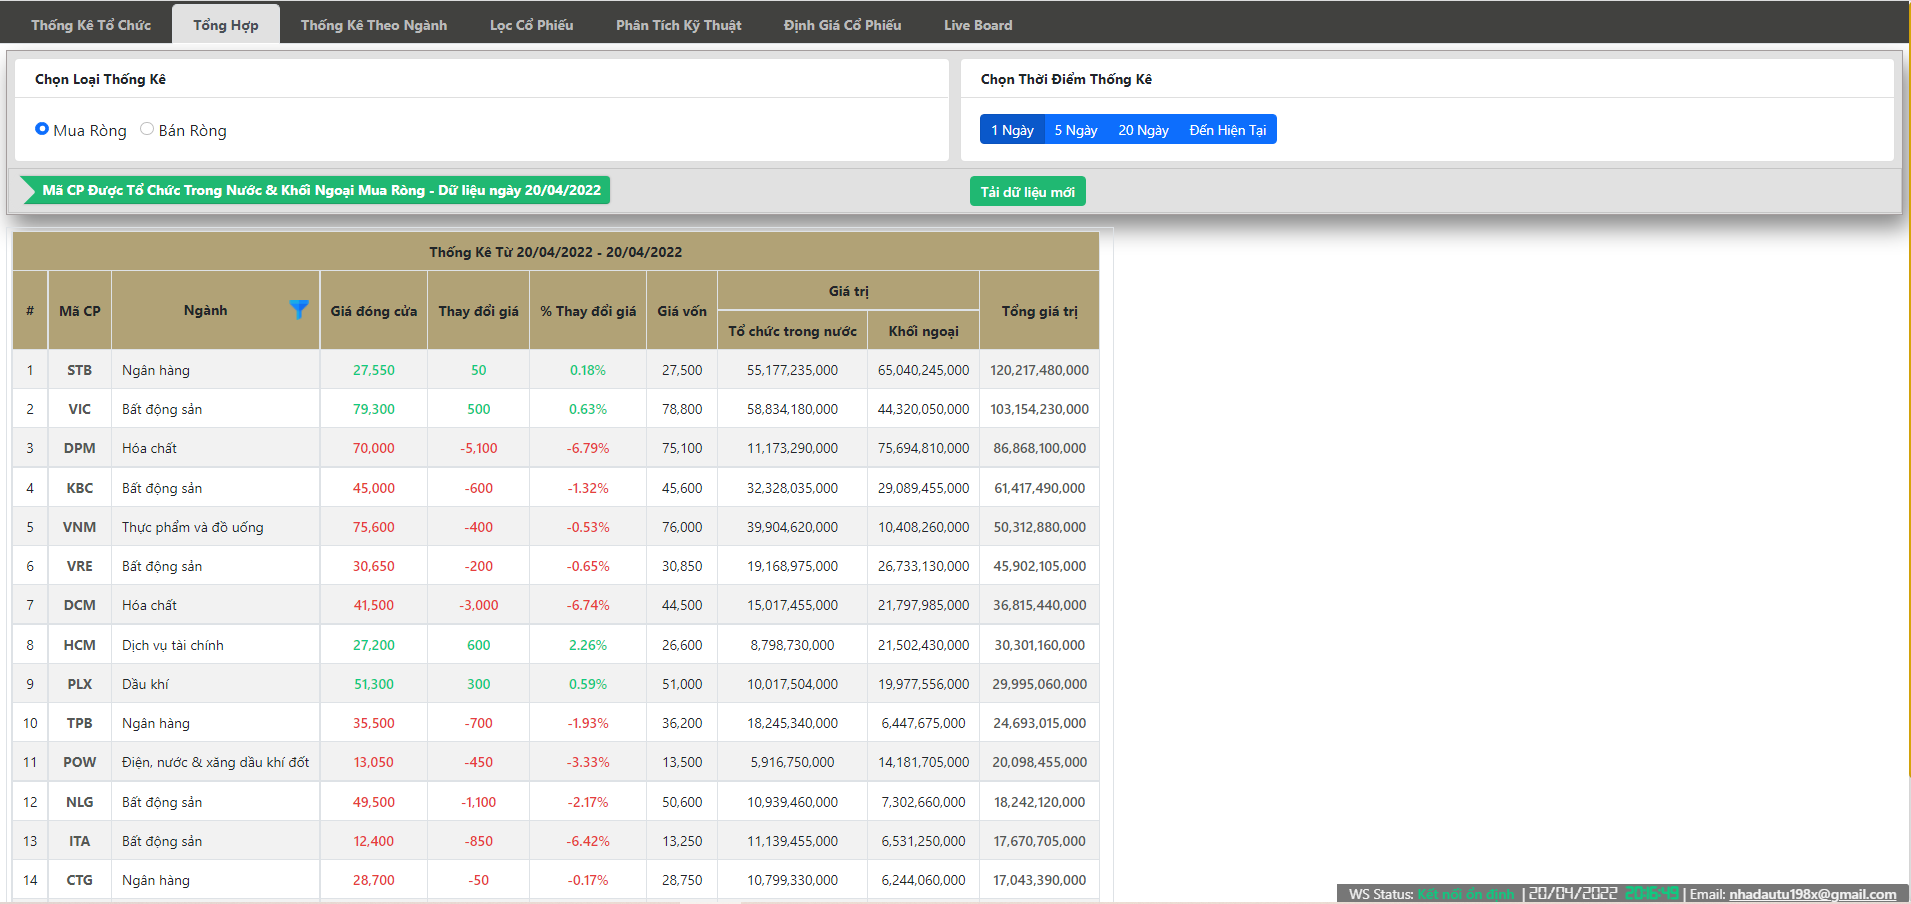 Thống Kê Tổ Chức Tổng Hợp Thống Kê Theo Ngành Lọc Cổ Phiếu Phân Tích Kỹ Thuật Định Giá Cổ Phiếu Live Board
Chọn Loại Thống Kê
Mua Ròng Bán Ròng
Chọn Thời Điểm Thống Kê
1 Ngày 5 Ngày 20 Ngày Đến Hiện Tại
Mã CP Được Tổ Chức Trong Nước & Khối Ngoại Mua Ròng - Dữ liệu ngày 20/04/2022
Tải dữ liệu mới
Thống Kê Từ 20/04/2022 - 20/04/2022
# Mã CP Ngành Giá đóng cửa Thay đổi giá % Thay đổi giá Giá vốn Giá trị Tổng giá trị
Tổ chức trong nước Khối ngoại
1 STB Ngân hàng 27,550 50 0.18% 27,500 55,177,235,000 65,040,245,000 120,217,480,000
2 VIC Bất động sản 79,300 500 0.63% 78,800 58,834,180,000 44,320,050,000 103,154,230,000
3 DPM Hóa chất 70,000 -5,100 -6.79% 75,100 11,173,290,000 75,694,810,000 86,868,100,000
4 KBC Bất động sản 45,000 -600 -1.32% 45,600 32,328,035,000 29,089,455,000 61,417,490,000
5 VNM Thực phẩm và đồ uống 75,600 -400 -0.53% 76,000 39,904,620,000 10,408,260,000 50,312,880,000
6 VRE Bất động sản 30,650 -200 -0.65% 30,850 19,168,975,000 26,733,130,000 45,902,105,000
7 DCM Hóa chất 41,500 -3,000 -6.74% 44,500 15,017,455,000 21,797,985,000 36,815,440,000
8 HCM Dịch vụ tài chính 27,200 600 2.26% 26,600 8,798,730,000 21,502,430,000 30,301,160,000
9 PLX Dầu khí 51,300 300 0.59% 51,000 10,017,504,000 19,977,556,000 29,995,060,000
10 TPB Ngân hàng 35,500 -700 -1.93% 36,200 18,245,340,000 6,447,675,000 24,693,015,000
11 POW Điện, nước & xăng dầu khí đốt 13,050 -450 -3.33% 13,500 5,916,750,000 14,181,705,000 20,098,455,000
12 NLG Bất động sản 49,500 -1,100 -2.17% 50,600 10,939,460,000 7,302,660,000 18,242,120,000
13 ITA Bất động sản 12,400 -850 -6.42% 13,250 11,139,455,000 6,531,250,000 17,670,705,000
14 CTG Ngân hàng 28,700 -50 -0.17% 28,750 10,799,330,000 6,244,060,000 17,043,390,000
WS Status: Kết nối ổn định | 20/04/2022 20:16:49 | Email: nhadautu198x@gmail.com